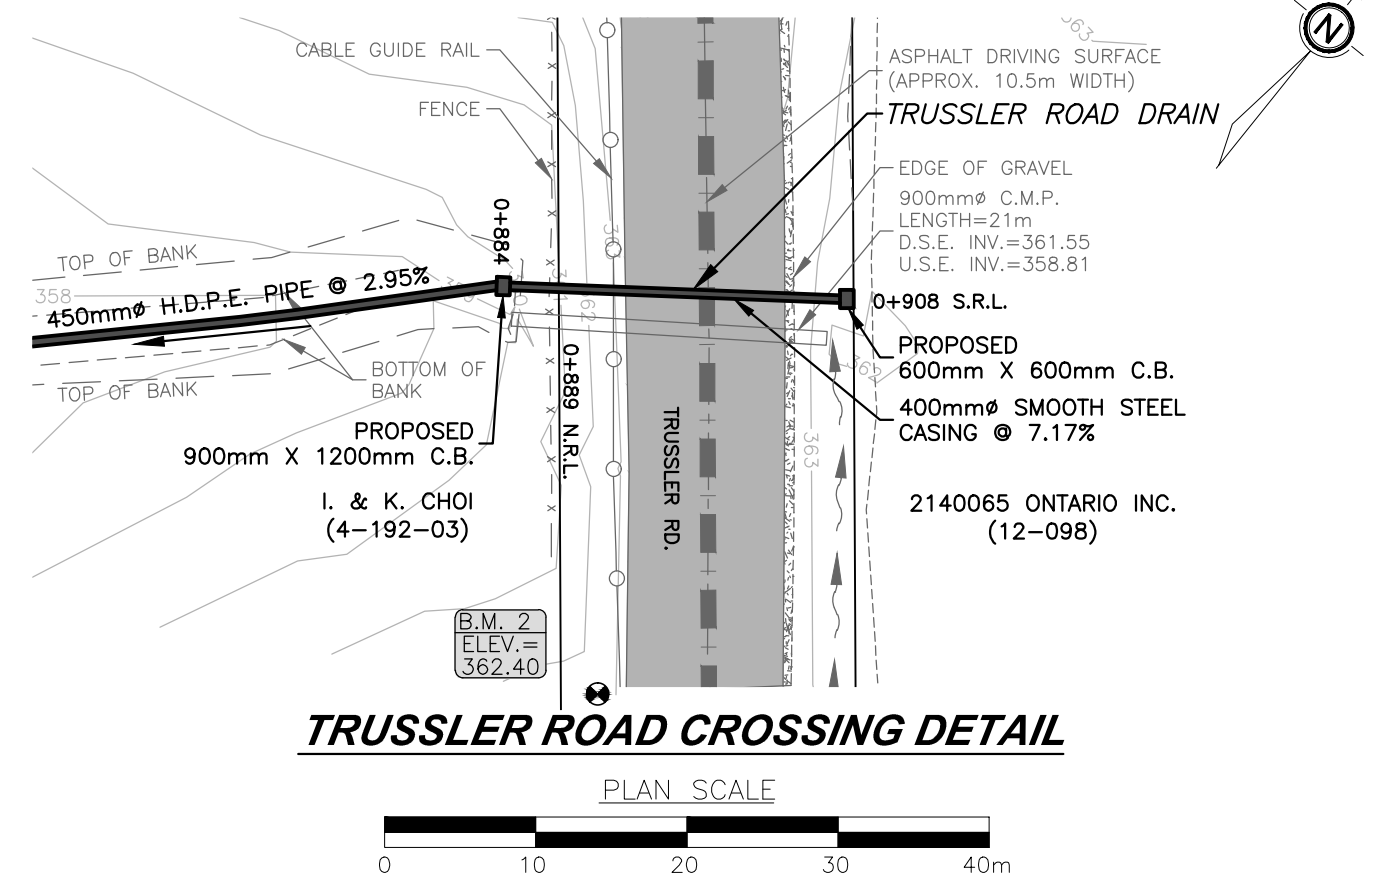 363
N
CABLE GUIDE RAIL
FENCE
ASPHALT DRIVING SURFACE
(APPROX. 10.5m WIDTH)
TRUSSLER ROAD DRAIN
EDGE OF GRAVEL
900mmø C.M.P.
LENGTH=21m
D.S.E. INV.=361.55
U.S.E. INV.=358.81
0+884
TOP OF BANK
358
450mmø H.D.P.E. PIPE @ 2.95%
62
0+908 S.R.L.
PROPOSED
600mm X 600mm C.B.
362
400mmø SMOOTH STEEL
CASING @ 7.17%
BOTTOM OF
BANK
TOP OF BANK
0+889 N.R.L.
TRUSSLER RD.
363
PROPOSED
900mm X 1200mm C.B.
I. & K. CHOI
(4-192-03)
2140065 ONTARIO INC.
(12-098)
B.M. 2
ELEV.=
362.40
TRUSSLER ROAD CROSSING DETAIL
PLAN SCALE
0 10 20 30 40m